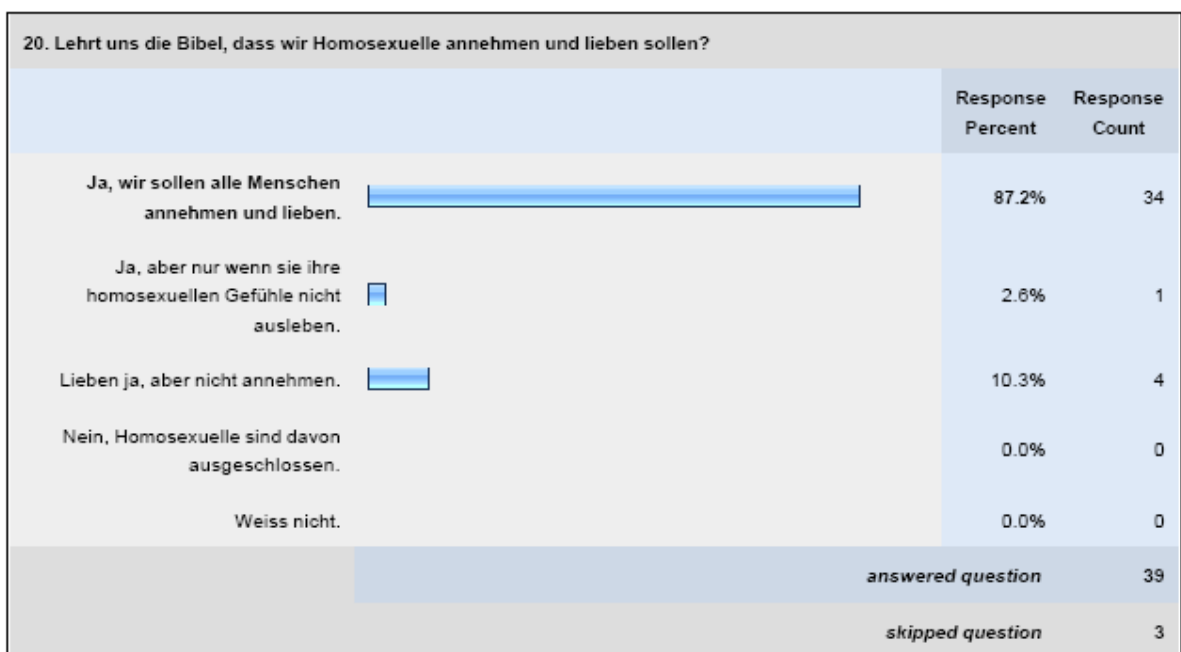 20. Lehrt uns die Bibel, dass wir Homosexuelle annehmen und lieben sollen?
Response Response
Percent Count
Ja, wir sollen alle Menschen
annehmen und lieben.
87.2% 34
Ja, aber nur wenn sie ihre
homosexuellen Gefühle nicht
ausleben.
2.6% 1
Lieben ja, aber nicht annehmen. 10.3% 4
Nein, Homosexuelle sind davon
ausgeschlossen.
0.0% 0
Weiss nicht. 0.0% 0
answered question 39
skipped question 3